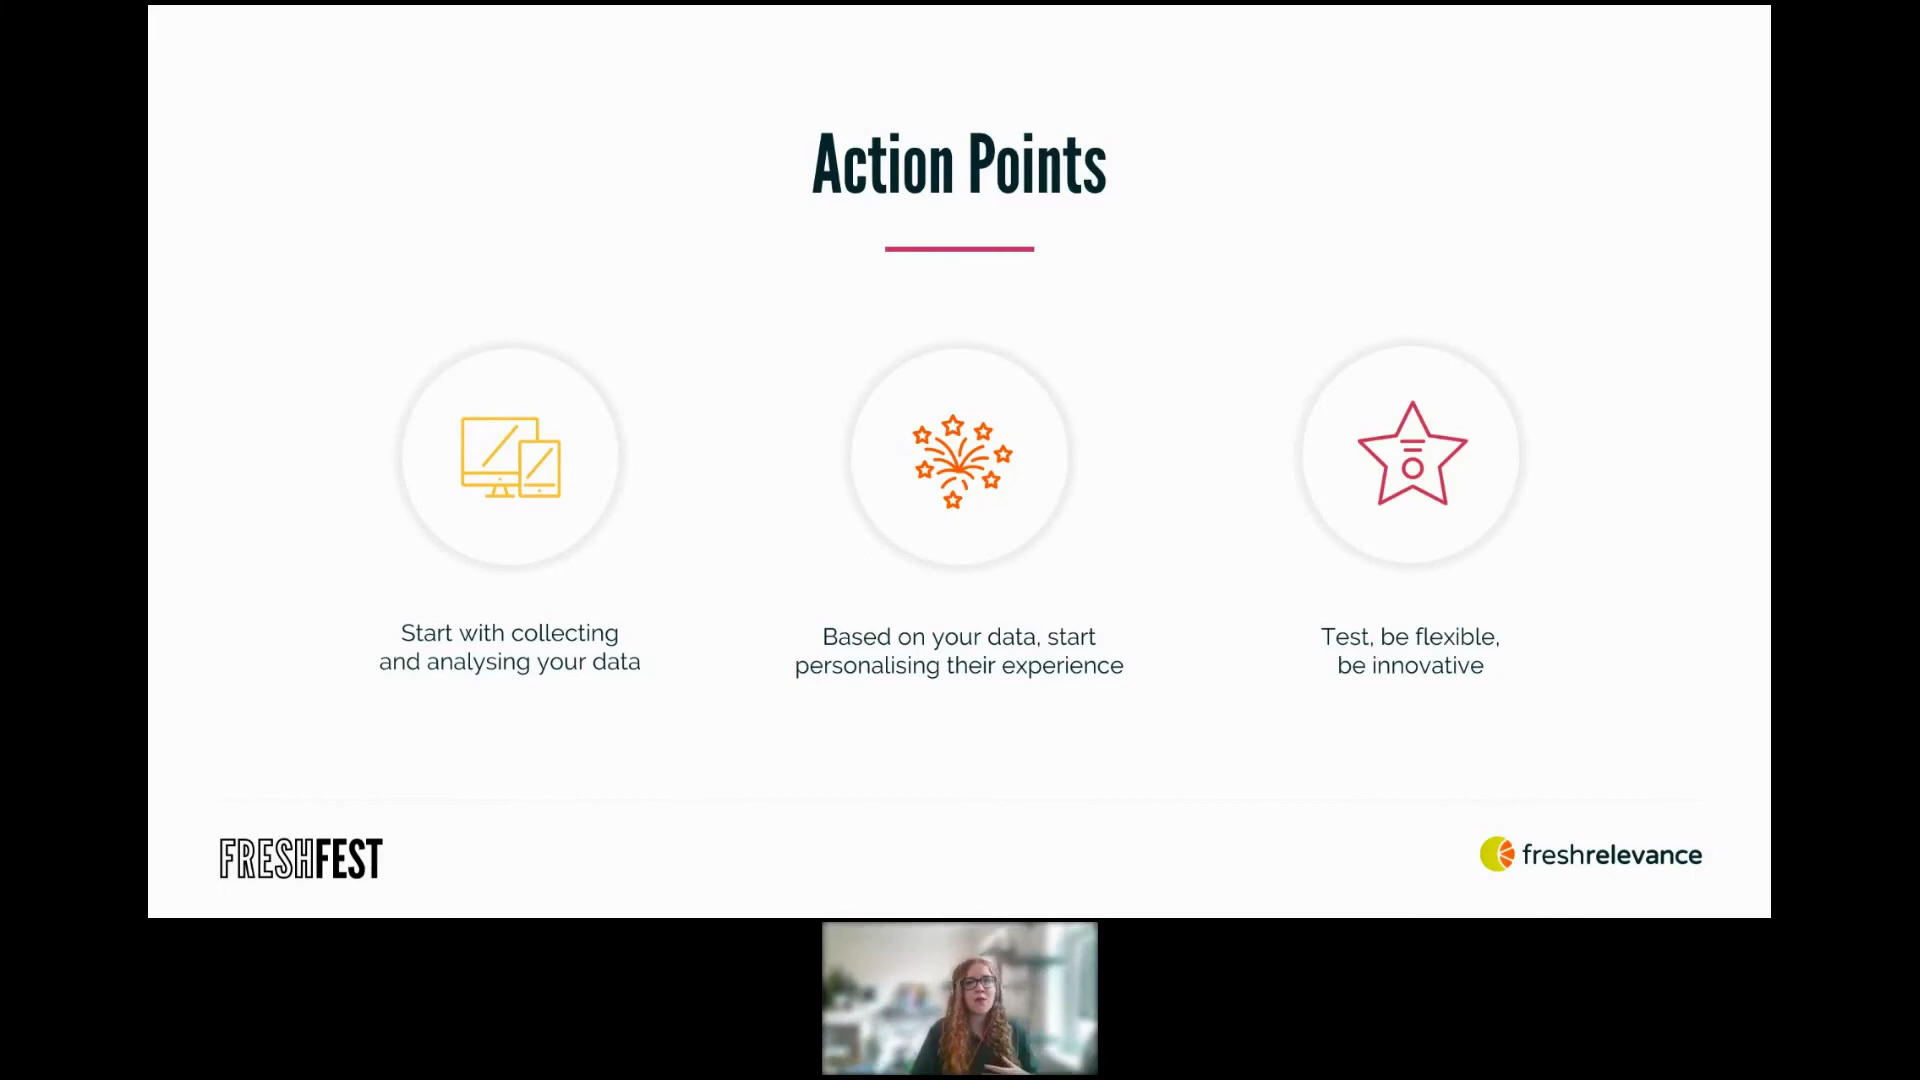 Action Points
Start with collecting
and analysing your data
Based on your data, start
personalising their experience
Test, be flexible,
be innovative
FRESHFEST
freshrelevance